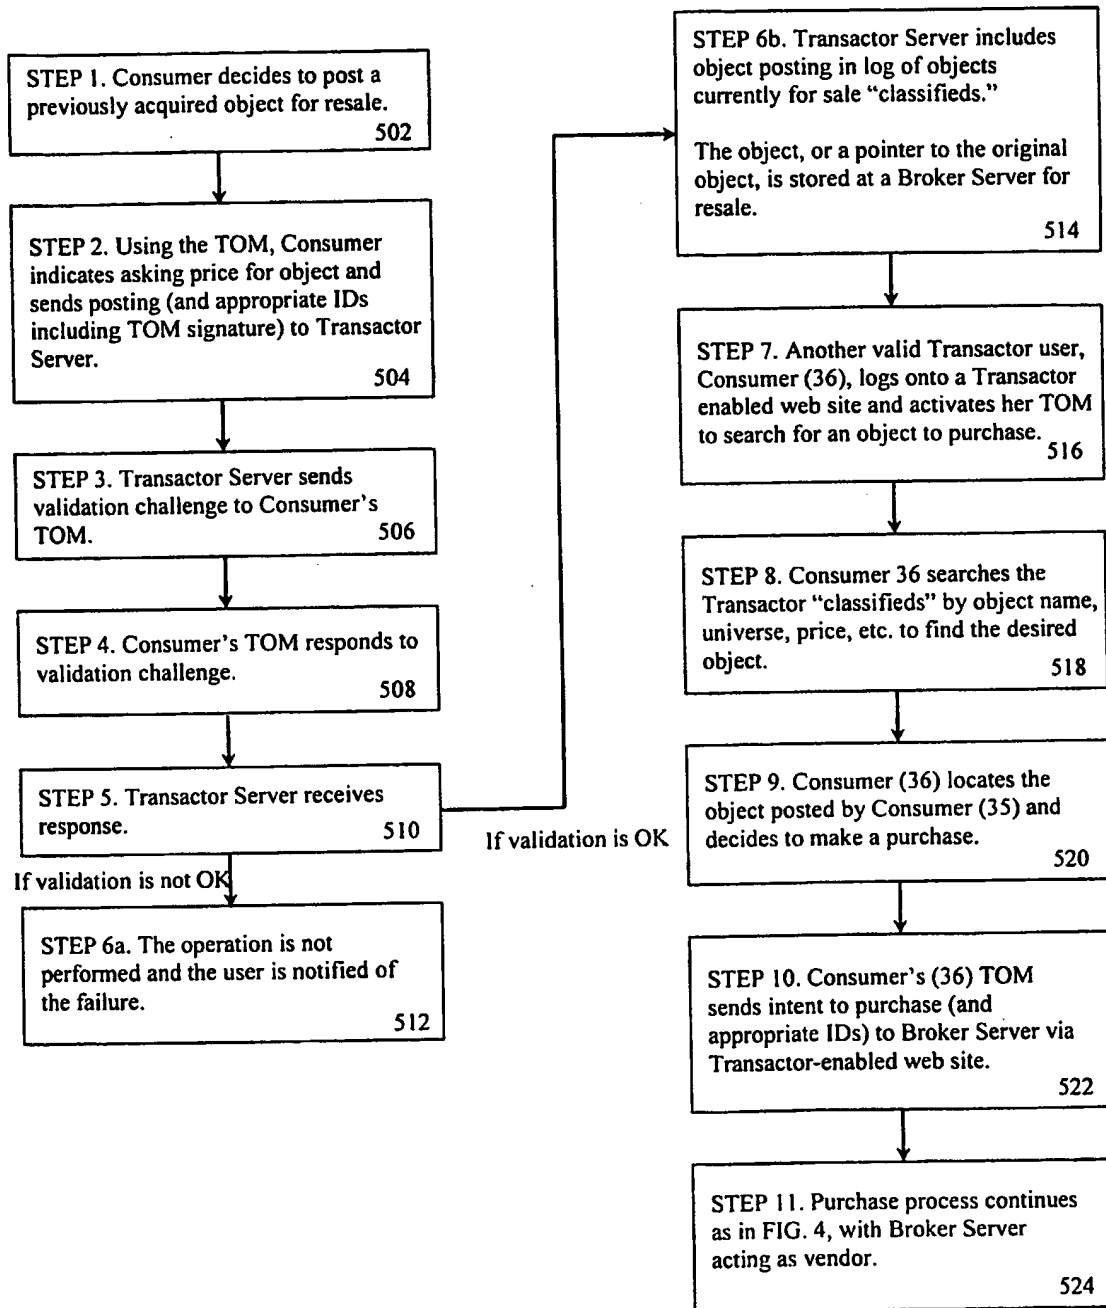 STEP 1. Consumer decides to post a
previously acquired object for resale.
502
STEP 2. Using the TOM, Consumer
indicates asking price for object and
sends posting (and appropriate IDs
including TOM signature) to Transactor
Server.
504
STEP 3. Transactor Server sends
validation challenge to Consumer's
TOM.
506
STEP 4. Consumer's TOM responds to
validation challenge.
508
STEP 5. Transactor Server receives
response.
510
If validation is not OK
If validation is OK
STEP 6a. The operation is not
performed and the user is notified of
the failure.
512
STEP 6b. Transactor Server includes
object posting in log of objects
currently for sale “classifieds.”
The object, or a pointer to the original
object, is stored at a Broker Server for
resale.
514
STEP 7. Another valid Transactor user,
Consumer (36), logs onto a Transactor
enabled web site and activates her TOM
to search for an object to purchase.
516
STEP 8. Consumer 36 searches the
Transactor “classifieds” by object name,
universe, price, etc. to find the desired
object.
518
STEP 9. Consumer (36) locates the
object posted by Consumer (35) and
decides to make a purchase.
520
STEP 10. Consumer's (36) TOM
sends intent to purchase (and
appropriate IDs) to Broker Server via
Transactor-enabled web site.
522
STEP 11. Purchase process continues
as in FIG. 4, with Broker Server
acting as vendor.
524